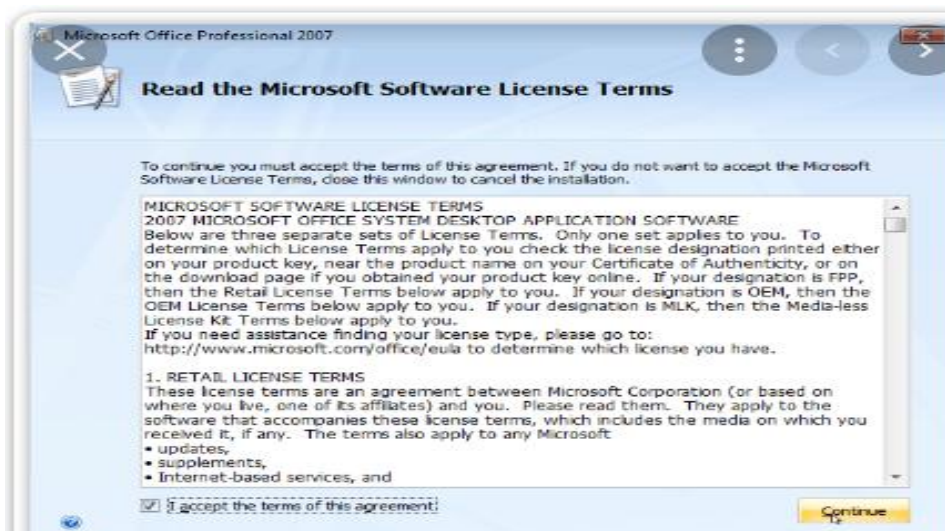 Microsoft Office Professional 2007
Read the Microsoft Software License Terms
To continue you must accept the terms of this agreement. If you do not want to accept the Microsoft
Software License Terms, close this window to cancel the installation.
MICROSOFT SOFTWARE LICENSE TERMS
2007 MICROSOFT OFFICE SYSTEM DESKTOP APPLICATION SOFTWARE
Below are three separate sets of License Terms. Only one set applies to you. To
determine which License Terms apply to you check the license designation printed either
on your product key, near the product name on your Certificate of Authenticity, or on
the download page if you obtained your product key online. If your designation is FPP,
then the Retail License Terms below apply to you. If your designation is OEM, then the
OEM License Terms below apply to you. If your designation is MLK, then the Media-less
License Kit Terms below apply to you.
If you need assistance finding your license type, please go to:
http://www.microsoft.com/office/eula to determine which license you have.
1. RETAIL LICENSE TERMS
These license terms are an agreement between Microsoft Corporation (or based on
where you live, one of its affiliates) and you. Please read them. They apply to the
software that accompanies these license terms, which includes the media on which you
received it, if any. The terms also apply to any Microsoft
• updates,
• supplements,
• Internet-based services, and
I accept the terms of this agreement.
Continue